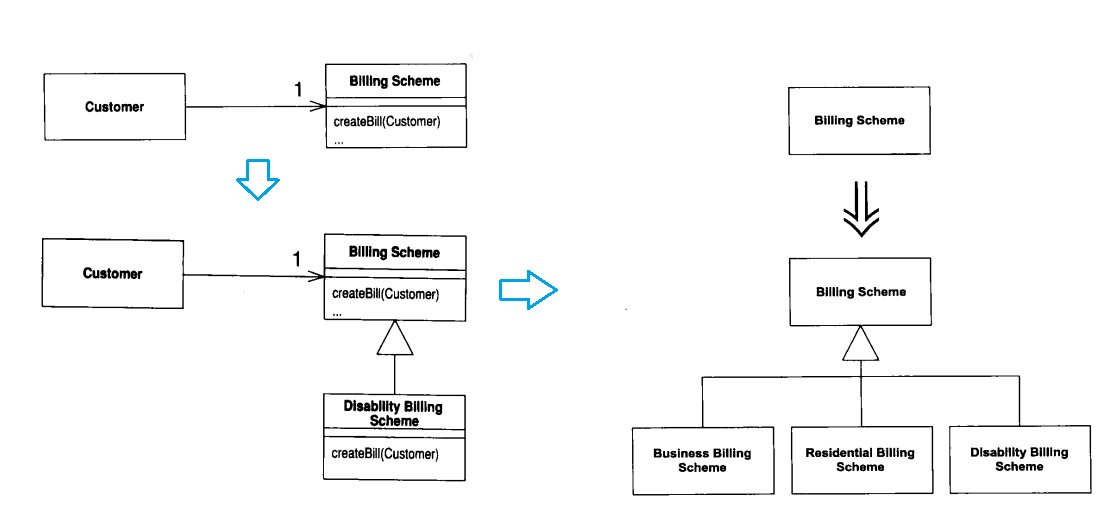 Customer
1
Billing Scheme
createBill(Customer)
...
Customer
1
Billing Scheme
createBill(Customer)
...
Disability Billing
Scheme
createBill(Customer)
Billing Scheme
Billing Scheme
Business Billing
Scheme
Residential Billing
Scheme
Disability Billing
Scheme